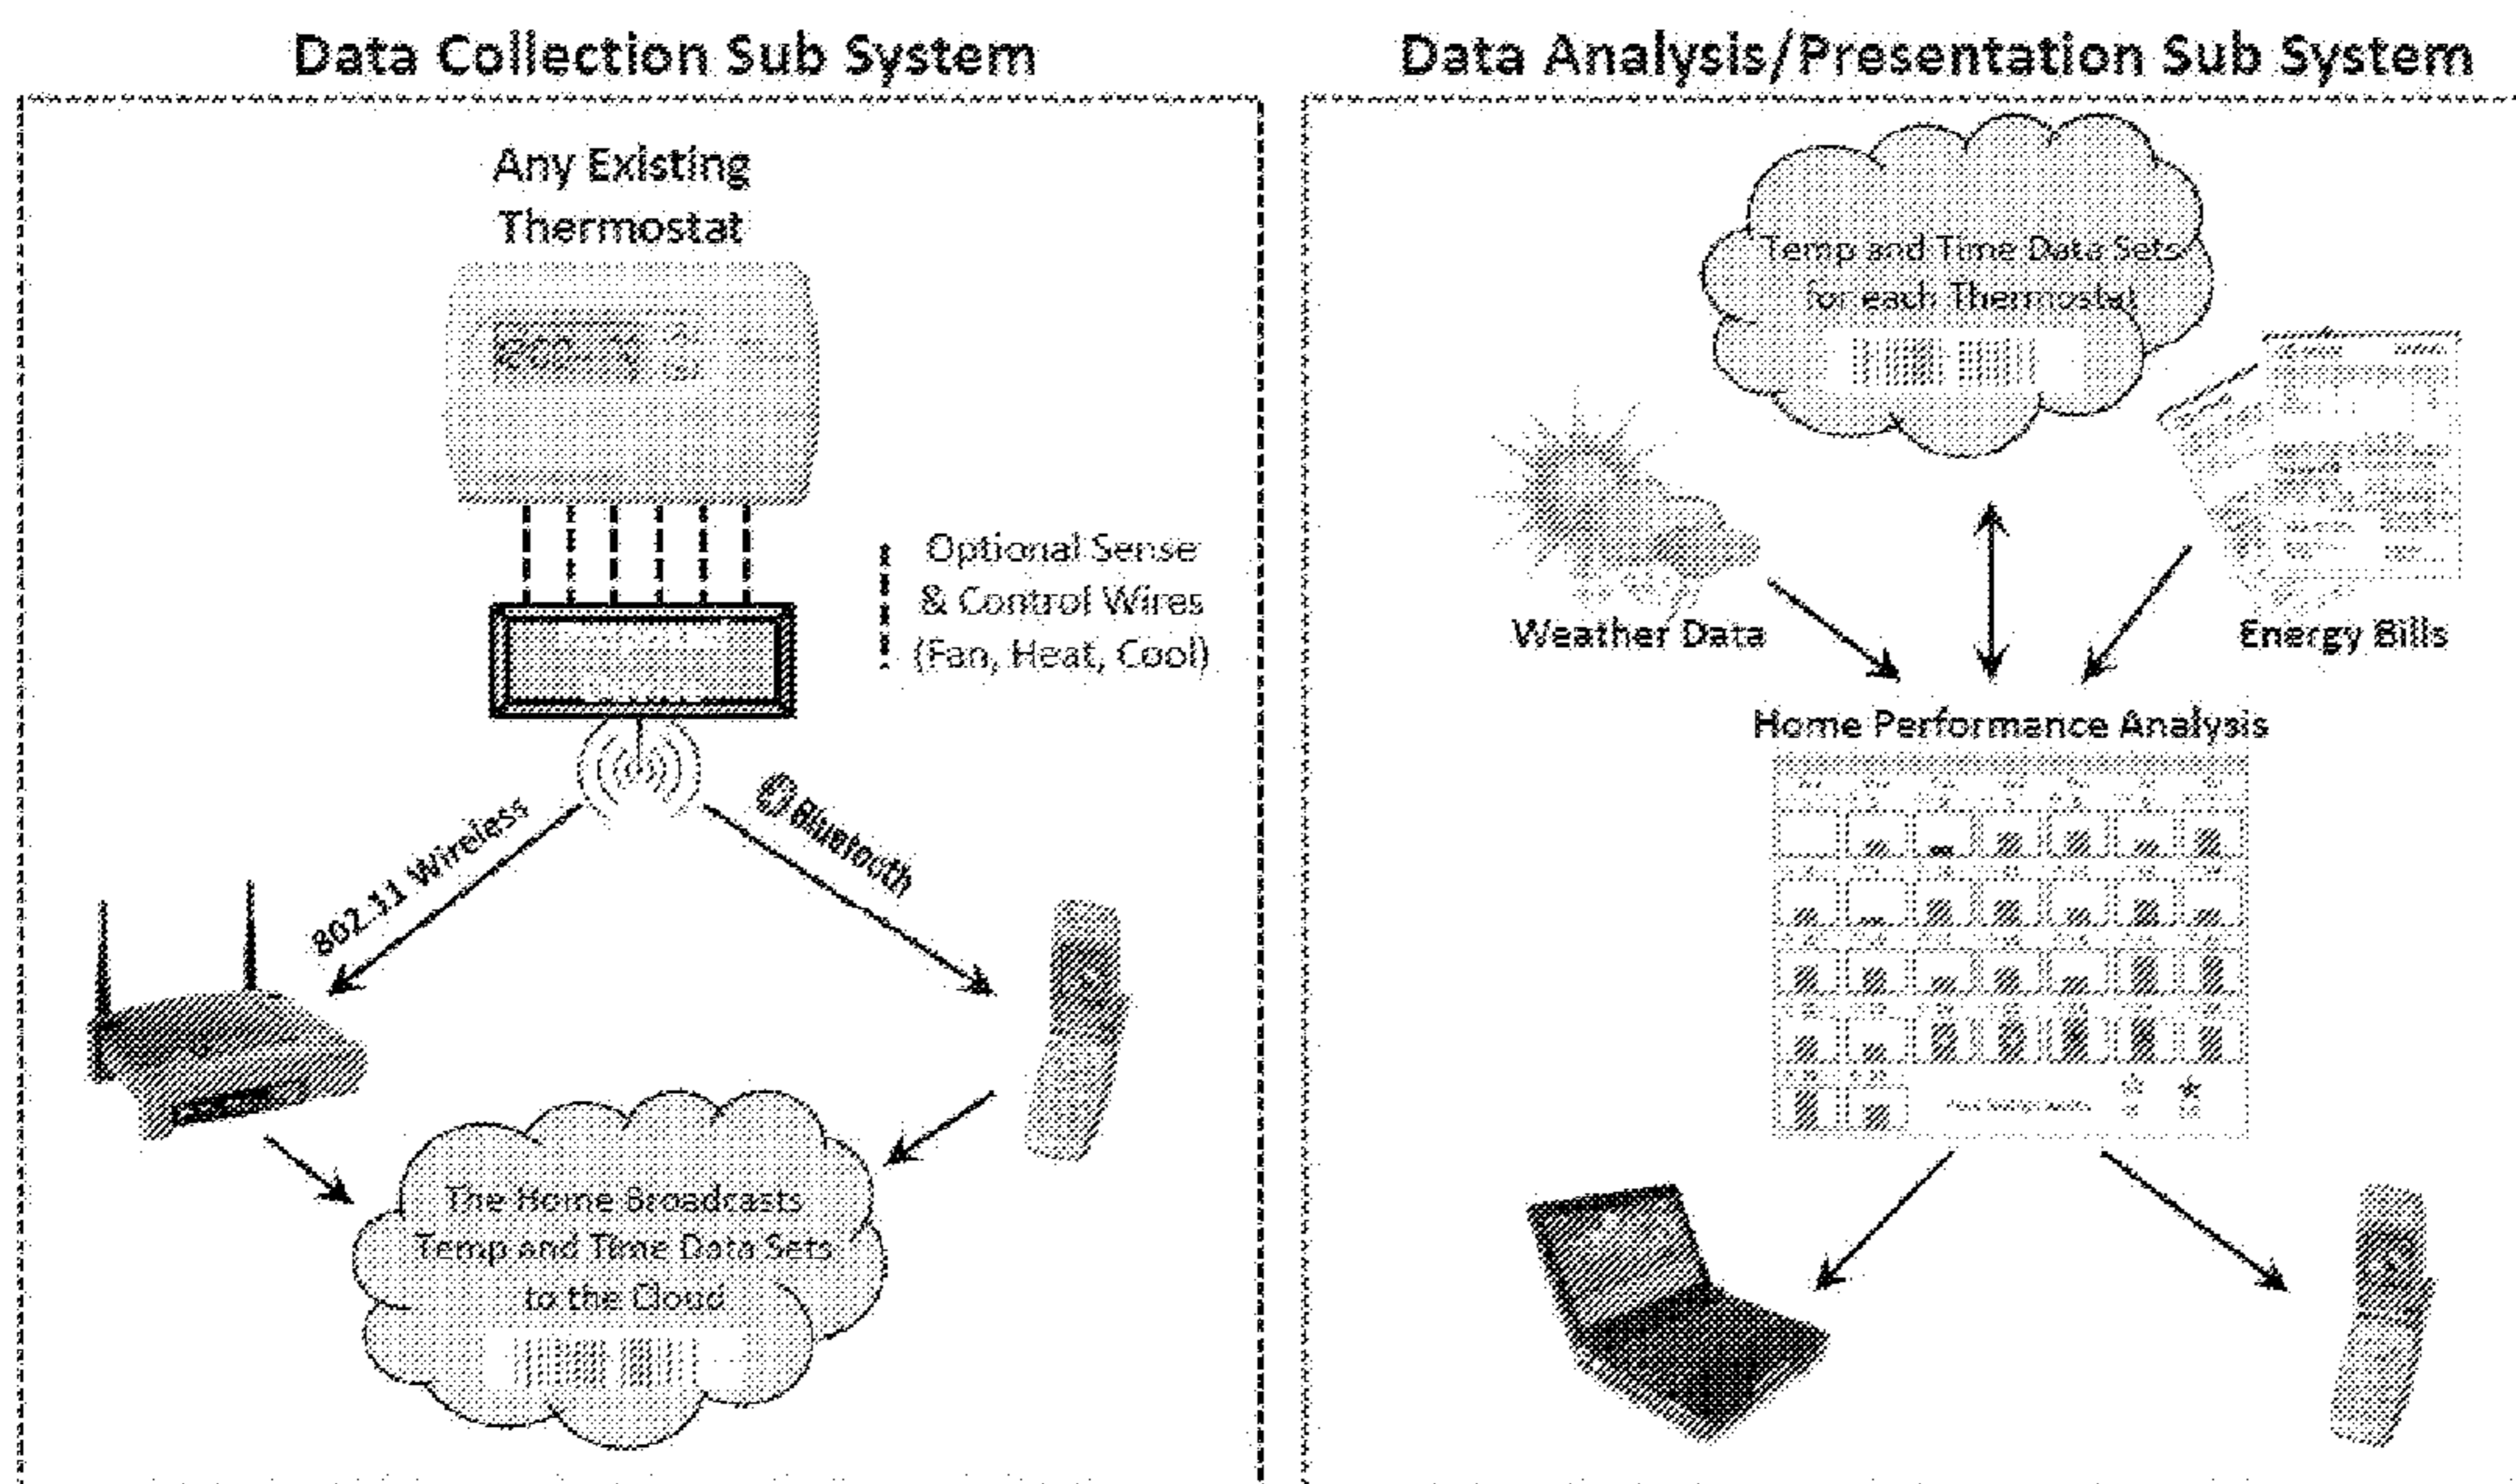 Data Collection Sub System
Any Existing
Thermostat
Optional Sense
& Control Wires
(Fan, Heat, Cool)
802.11 Wireless
Bluetooth
The Home Broadcasts
Temp and Time Data Sets
to the Cloud
Data Analysis/Presentation Sub System
Temp and Time Data Sets
for each Thermostat
Weather Data
Energy Bills
Home Performance Analysis